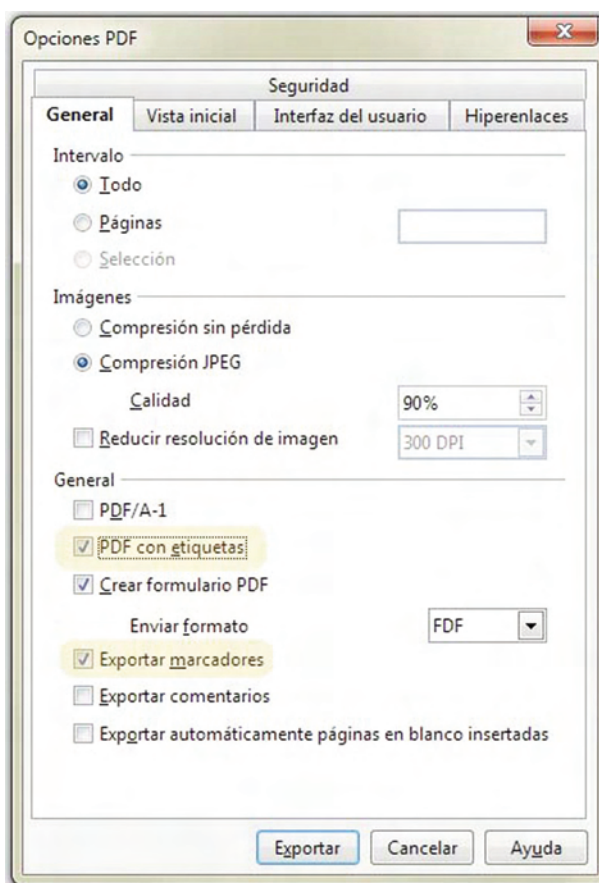 Opciones PDF
Seguridad
General Vista inicial Interfaz del usuario Hiperenlaces
Intervalo
Todo
Páginas
Selección
Imágenes
Compresión sin pérdida
Compresión JPEG
Calidad 90%
Reducir resolución de imagen 300 DPI
General
PDF/A-1
PDF con etiquetas
Crear formulario PDF
Enviar formato FDF
Exportar marcadores
Exportar comentarios
Exportar automáticamente páginas en blanco insertadas
Exportar Cancelar Ayuda